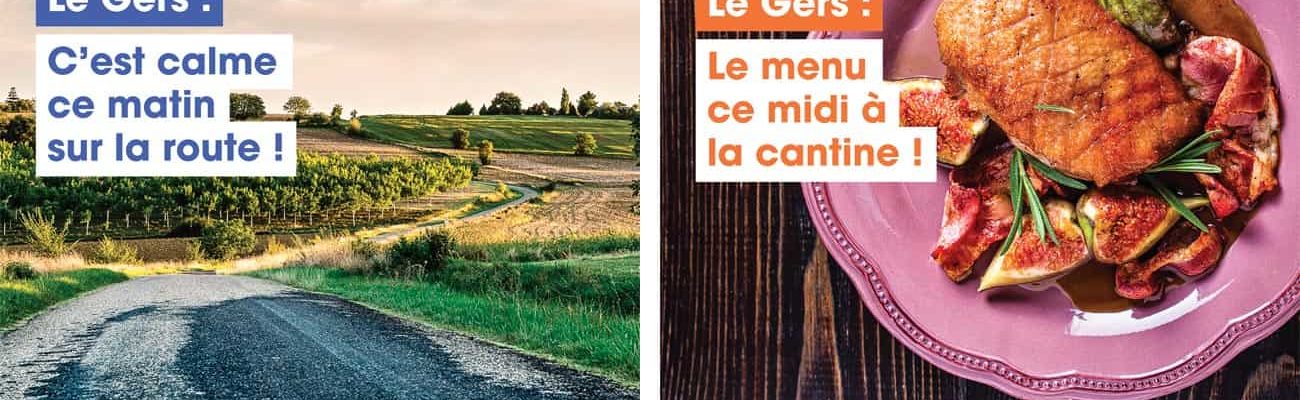 Le Gers :
C'est calme
ce matin
sur la route !
Le Gers :
Le menu
ce midi à
la cantine !